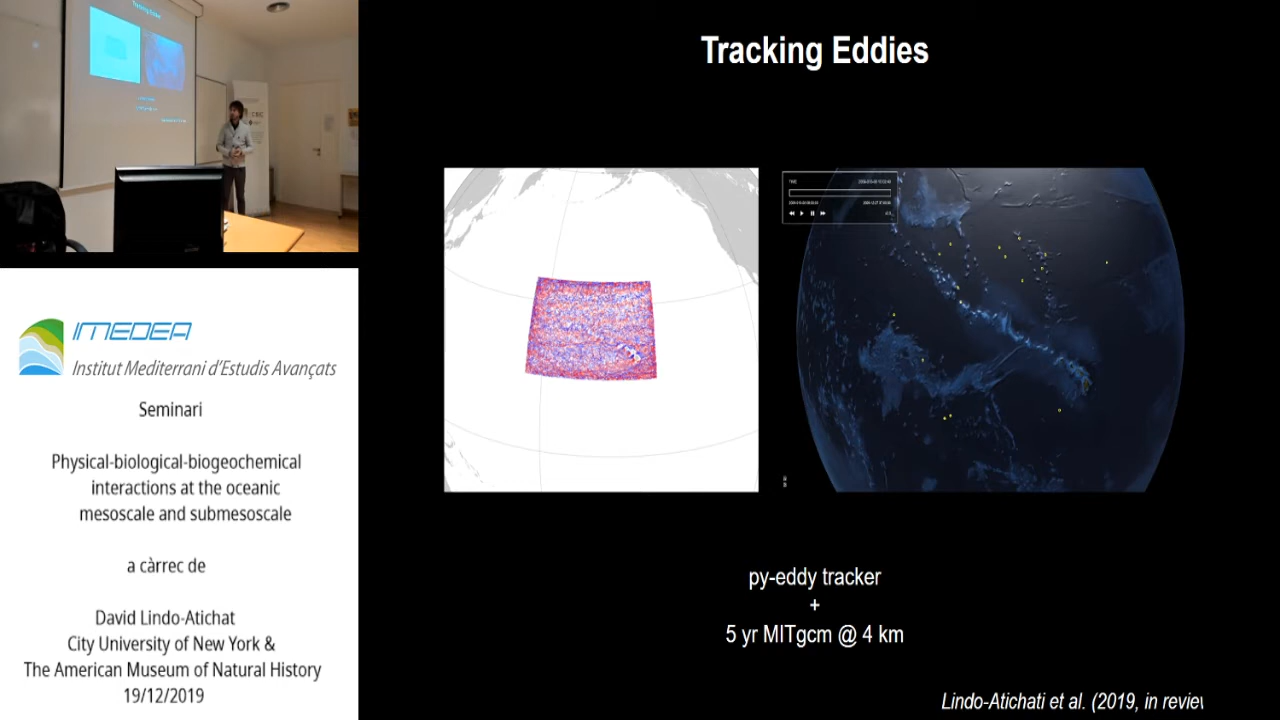 Tracking Eddies
IMEDEA
Institut Mediterrani d'Estudis Avançats
Seminari
Physical-biological-biogeochemical
interactions at the oceanic
mesoscale and submesoscale
a càrrec de
David Lindo-Atichat
City University of New York &
The American Museum of Natural History
19/12/2019
py-eddy tracker
+
5 yr MITgcm @ 4 km
Lindo-Atichati et al. (2019, in review